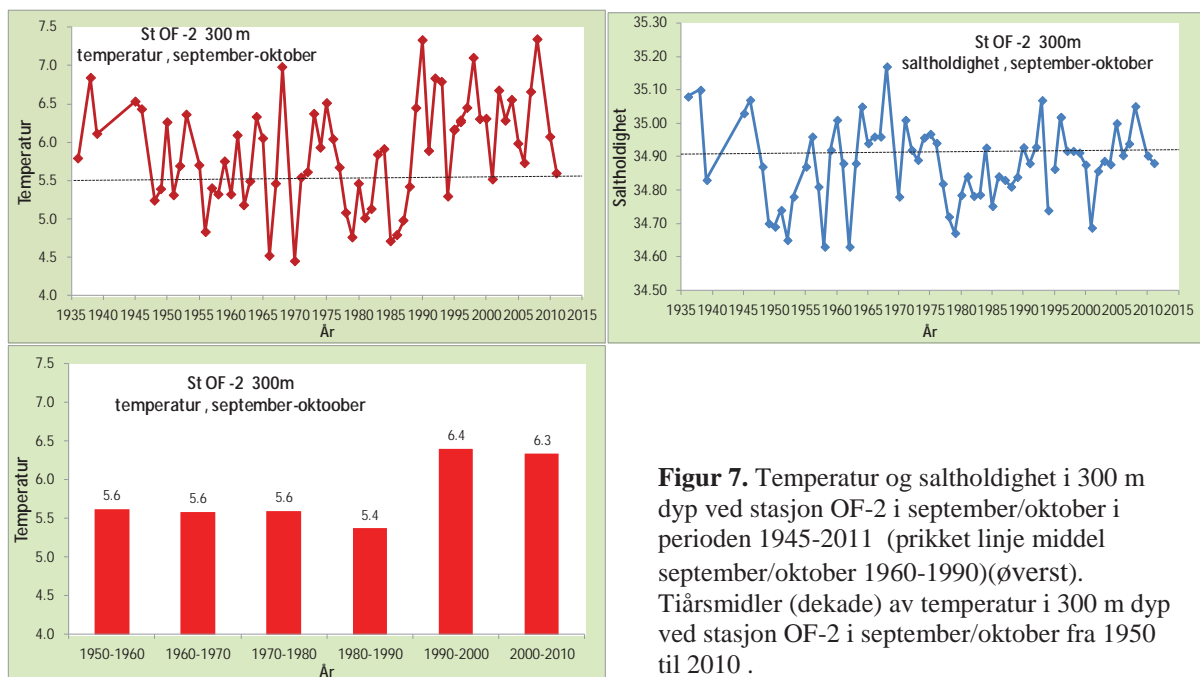 St OF -2 300 m
temperatur , september-oktober
Temperatur
7.5
7.0
6.5
6.0
5.5
5.0
4.5
4.0
1935 1940 1945 1950 1955 1960 1965 1970 1975 1980 1985 1990 1995 2000 2005 2010 2015
År
St OF -2 300m
saltholdighet , september-oktober
Saltholdighet
35.30
35.20
35.10
35.00
34.90
34.80
34.70
34.60
34.50
1935 1940 1945 1950 1955 1960 1965 1970 1975 1980 1985 1990 1995 2000 2005 2010 2015
År
St OF -2 300m
temperatur , september-oktoober
Temperatur
7.5
7.0
6.5
6.0
5.5
5.0
4.5
4.0
5.6 5.6 5.6 5.4 6.4 6.3
1950-1960 1960-1970 1970-1980 1980-1990 1990-2000 2000-2010
År
Figur 7. Temperatur og saltholdighet i 300 m
dyp ved stasjon OF-2 i september/oktober i
perioden 1945-2011 (prikket linje middel
september/oktober 1960-1990)(øverst).
Tiårsmidler (dekade) av temperatur i 300 m dyp
ved stasjon OF-2 i september/oktober fra 1950
til 2010 .